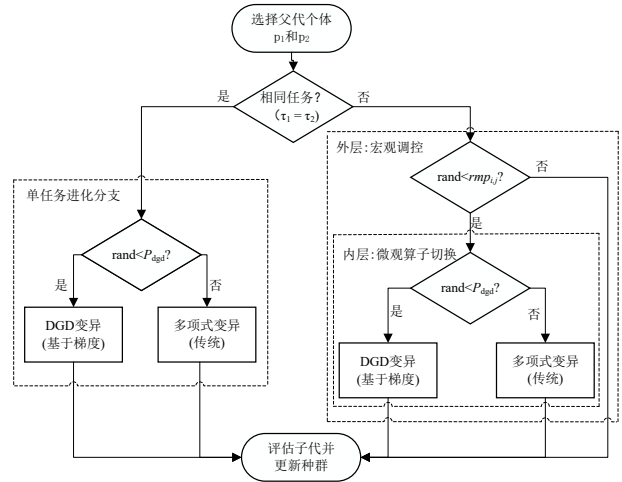 选择父代个体
p₁和p₂
相同任务?
(τ₁ = τ₂)
是
否
单任务进化分支
rand<P_dgd?
是
否
DGD变异
(基于梯度)
多项式变异
(传统)
外层:宏观调控
rand<rmp_i,j?
否
是
内层:微观算子切换
rand<P_dgd?
是
否
DGD变异
(基于梯度)
多项式变异
(传统)
评估子代并
更新种群